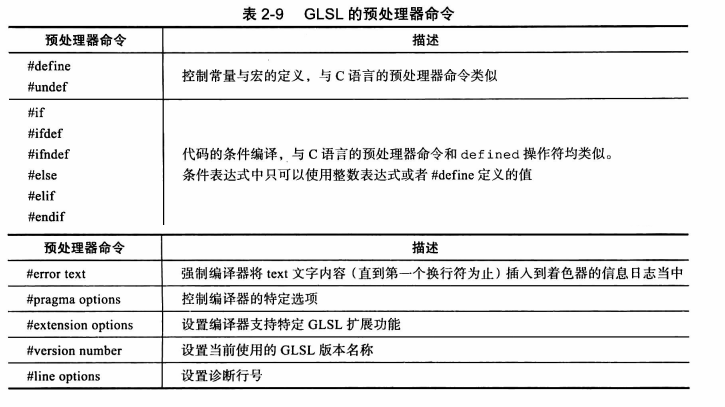 表 2-9 GLSL 的预处理器命令
预处理器命令 描述
#define
#undef
控制常量与宏的定义，与 C 语言的预处理器命令类似
#if
#ifdef
#ifndef
#else
#elif
#endif
代码的条件编译，与 C 语言的预处理器命令和 defined 操作符均类似。
条件表达式中只可以使用整数表达式或者 #define 定义的值
预处理器命令 描述
#error text 强制编译器将 text 文字内容（直到第一个换行符为止）插入到着色器的信息日志当中
#pragma options 控制编译器的特定选项
#extension options 设置编译器支持特定 GLSL 扩展功能
#version number 设置当前使用的 GLSL 版本名称
#line options 设置诊断行号